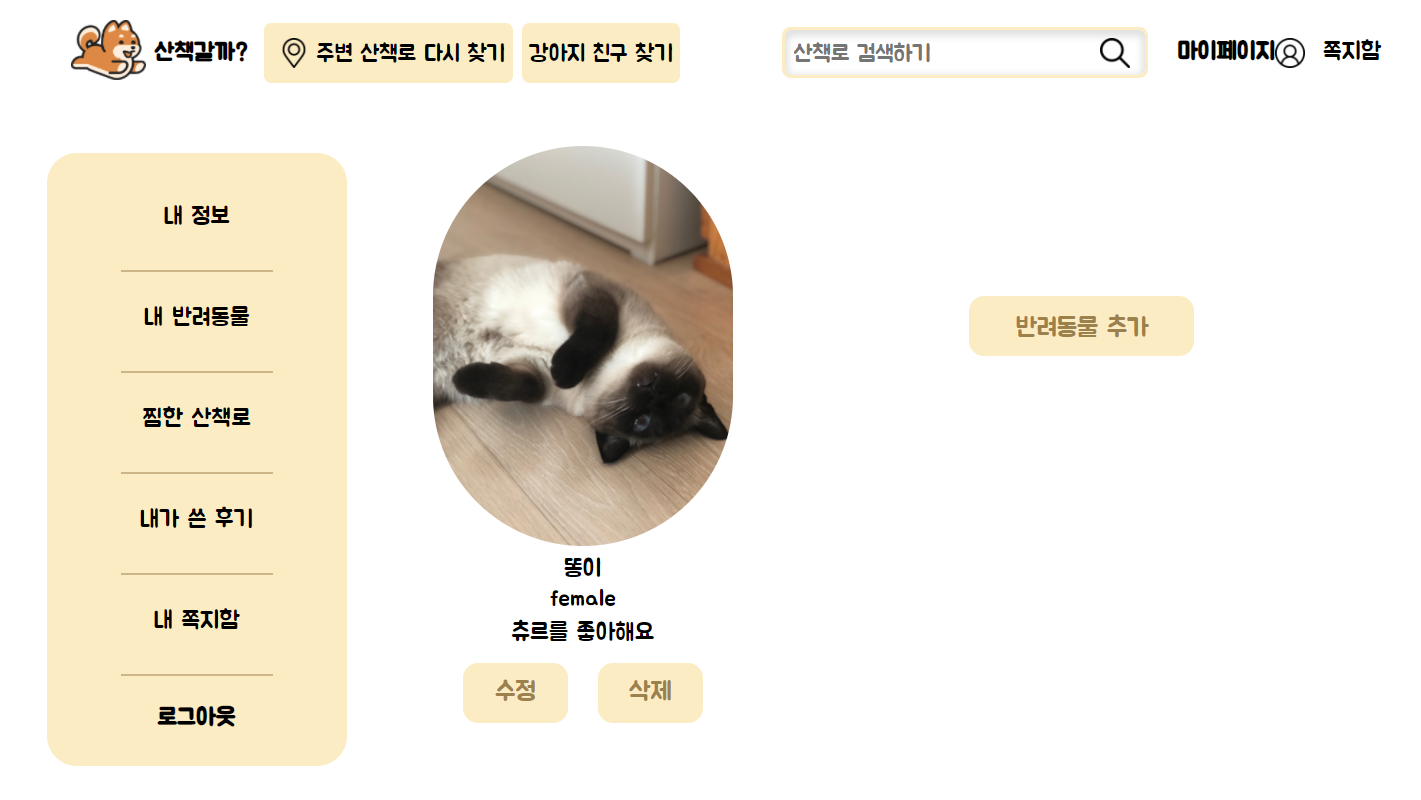 산책갈까?
주변 산책로 다시 찾기
강아지 친구 찾기
산책로 검색하기
마이페이지
쪽지함
내 정보
내 반려동물
찜한 산책로
내가 쓴 후기
내 쪽지함
로그아웃
똥이
female
츄르를 좋아해요
수정
삭제
반려동물 추가